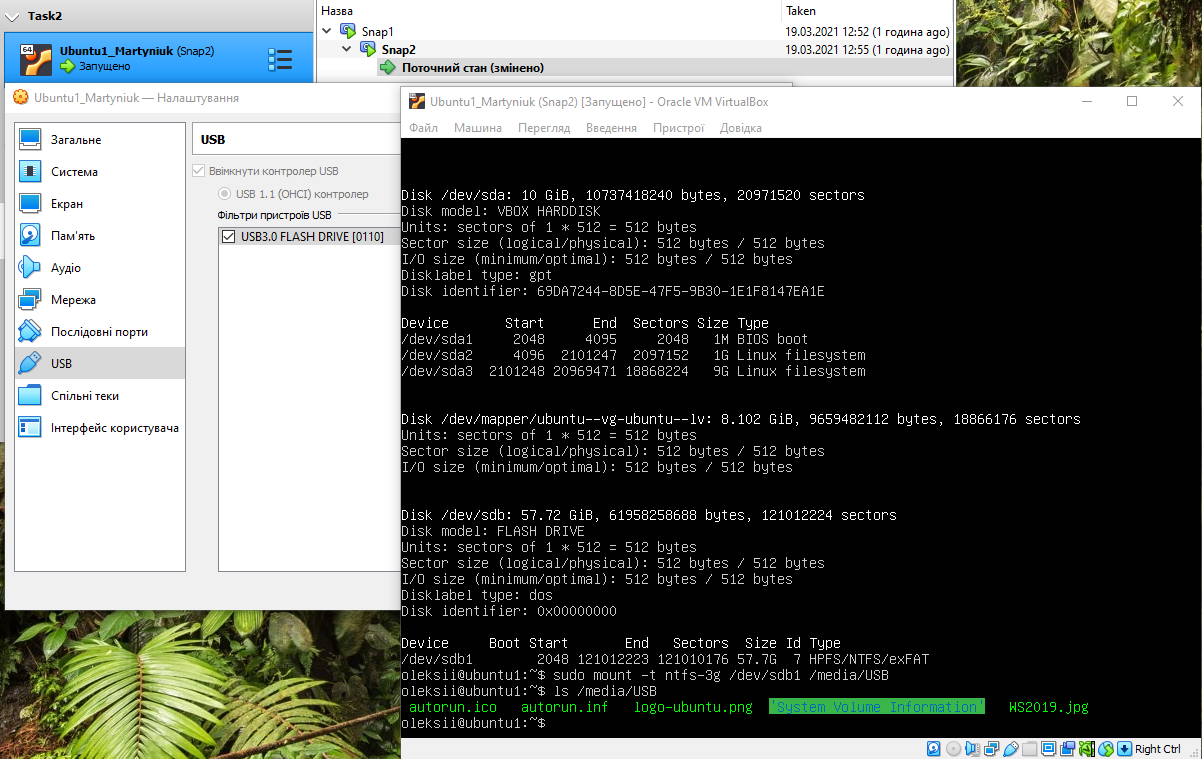 Task2
Ubuntu1_Martyniuk (Snap2)
Запущено
Назва Taken
Snap1 19.03.2021 12:52 (1 година ago)
Snap2 19.03.2021 12:55 (1 година ago)
Поточний стан (змінено)
Ubuntu1_Martyniuk — Налаштування
Загальне
Система
Екран
Пам'ять
Аудіо
Мережа
Послідовні порти
USB
Спільні теки
Інтерфейс користувача
USB
Ввімкнути контролер USB
USB 1.1 (OHCI) контролер
Фільтри пристроїв USB
USB3.0 FLASH DRIVE [0110]
Ubuntu1_Martyniuk (Snap2) [Запущено] - Oracle VM VirtualBox
Файл Машина Перегляд Введення Пристрої Довідка
Disk /dev/sda: 10 GiB, 10737418240 bytes, 20971520 sectors
Disk model: VBOX HARDDISK
Units: sectors of 1 * 512 = 512 bytes
Sector size (logical/physical): 512 bytes / 512 bytes
I/O size (minimum/optimal): 512 bytes / 512 bytes
Disklabel type: gpt
Disk identifier: 69DA7244-8D5E-47F5-9B30-1E1F8147EA1E
Device Start End Sectors Size Type
/dev/sda1 2048 4095 2048 1M BIOS boot
/dev/sda2 4096 2101247 2097152 1G Linux filesystem
/dev/sda3 2101248 20969471 18868224 9G Linux filesystem
Disk /dev/mapper/ubuntu--vg-ubuntu--lv: 8.102 GiB, 9659482112 bytes, 18866176 sectors
Units: sectors of 1 * 512 = 512 bytes
Sector size (logical/physical): 512 bytes / 512 bytes
I/O size (minimum/optimal): 512 bytes / 512 bytes
Disk /dev/sdb: 57.72 GiB, 61958258688 bytes, 121012224 sectors
Disk model: FLASH DRIVE
Units: sectors of 1 * 512 = 512 bytes
Sector size (logical/physical): 512 bytes / 512 bytes
I/O size (minimum/optimal): 512 bytes / 512 bytes
Disklabel type: dos
Disk identifier: 0x00000000
Device Boot Start End Sectors Size Id Type
/dev/sdb1 2048 121012223 121010176 57.7G 7 HPFS/NTFS/exFAT
oleksii@ubuntu1:~$ sudo mount -t ntfs-3g /dev/sdb1 /media/USB
oleksii@ubuntu1:~$ ls /media/USB
autorun.ico autorun.inf logo-ubuntu.png 'System Volume Information' WS2019.jpg
oleksii@ubuntu1:~$
Right Ctrl